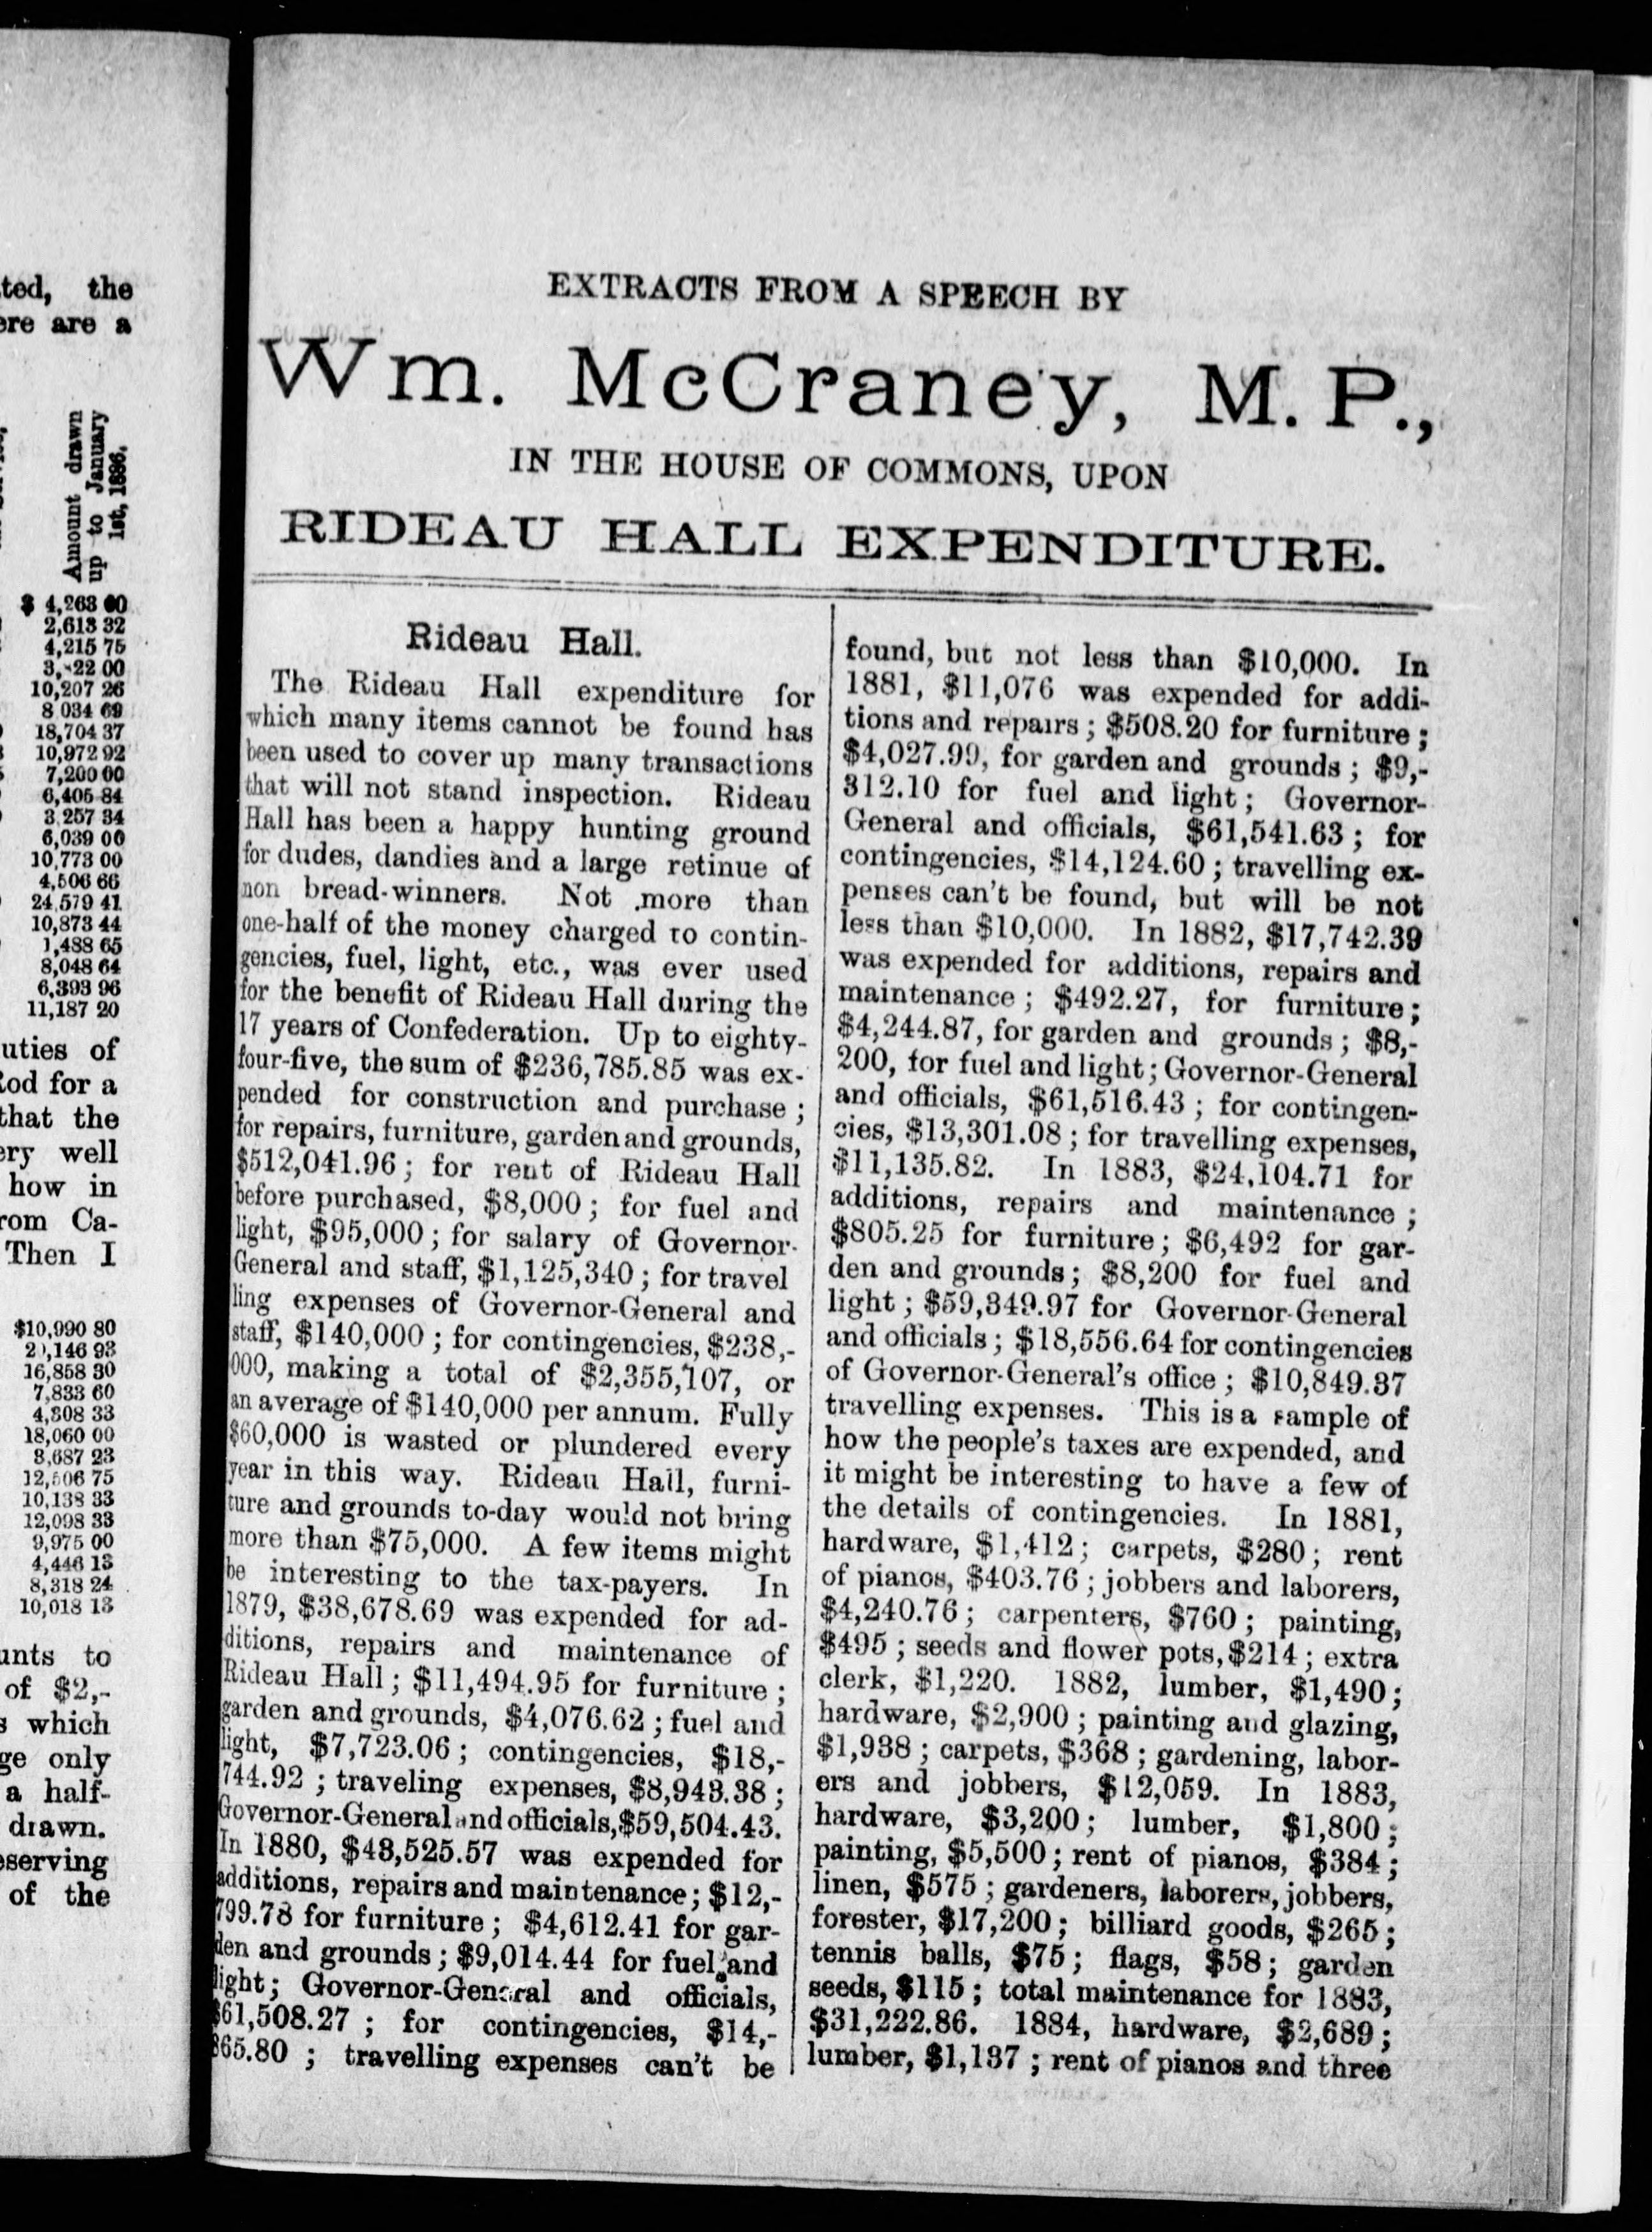 ted, the
ere are a
Amount drawn
up to January
1st, 1886.
$ 4,263 00
2,613 32
4,215 75
22 00
10,207 26
8 034 69
18,704 37
10,972 92
7,200 00
6,405 84
3 257 34
6,039 00
10,773 00
4,506 66
24,579 41
10,873 44
1,488 65
8,048 64
6,393 96
11,187 20
uties of
Rod for a
that the
ery well
how in
rom Ca-
Then I
$10,990 80
146 93
16,858 30
7,833 60
4,308 33
18,060 00
8,687 23
12,506 75
10,138 33
12,098 33
9,975 00
4,446 13
8,318 24
10,018 13
unts to
of $2,-
s which
ge only
a half-
drawn.
eserving
of the
EXTRACTS FROM A SPEECH BY
Wm. McCraney, M. P.,
IN THE HOUSE OF COMMONS, UPON
RIDEAU HALL EXPENDITURE.
Rideau Hall.
The Rideau Hall expenditure for
which many items cannot be found has
been used to cover up many transactions
that will not stand inspection. Rideau
Hall has been a happy hunting ground
for dudes, dandies and a large retinue of
non bread-winners. Not more than
one-half of the money charged to contin-
gencies, fuel, light, etc., was ever used
for the benefit of Rideau Hall during the
17 years of Confederation. Up to eighty-
four-five, the sum of $236,785.85 was ex-
pended for construction and purchase ;
for repairs, furniture, garden and grounds,
$512,041.96 ; for rent of Rideau Hall
before purchased, $8,000 ; for fuel and
light, $95,000 ; for salary of Governor-
General and staff, $1,125,340 ; for travel
ling expenses of Governor-General and
staff, $140,000 ; for contingencies, $238,-
000, making a total of $2,355,107, or
an average of $140,000 per annum. Fully
$60,000 is wasted or plundered every
year in this way. Rideau Hall, furni-
ture and grounds to-day would not bring
more than $75,000. A few items might
be interesting to the tax-payers. In
1879, $38,678.69 was expended for ad-
ditions, repairs and maintenance of
Rideau Hall ; $11,494.95 for furniture ;
garden and grounds, $4,076.62 ; fuel and
light, $7,723.06 ; contingencies, $18,-
744.92 ; traveling expenses, $8,943.38 ;
Governor-General and officials, $59,504.43.
In 1880, $48,525.57 was expended for
additions, repairs and maintenance ; $12,-
799.78 for furniture ; $4,612.41 for gar-
den and grounds ; $9,014.44 for fuel and
light ; Governor-General and officials,
$61,508.27 ; for contingencies, $14,-
865.80 ; travelling expenses can't be
found, but not less than $10,000. In
1881, $11,076 was expended for addi-
tions and repairs ; $508.20 for furniture ;
$4,027.99, for garden and grounds ; $9,-
312.10 for fuel and light ; Governor-
General and officials, $61,541.63 ; for
contingencies, $14,124.60 ; travelling ex-
penses can't be found, but will be not
less than $10,000. In 1882, $17,742.39
was expended for additions, repairs and
maintenance ; $492.27, for furniture ;
$4,244.87, for garden and grounds ; $8,-
200, for fuel and light ; Governor-General
and officials, $61,516.43 ; for contingen-
cies, $13,301.08 ; for travelling expenses,
$11,135.82. In 1883, $24,104.71 for
additions, repairs and maintenance ;
$805.25 for furniture ; $6,492 for gar-
den and grounds ; $8,200 for fuel and
light ; $59,349.97 for Governor-General
and officials ; $18,556.64 for contingencies
of Governor-General's office ; $10,849.37
travelling expenses. This is a sample of
how the people's taxes are expended, and
it might be interesting to have a few of
the details of contingencies. In 1881,
hardware, $1,412 ; carpets, $280 ; rent
of pianos, $403.76 ; jobbers and laborers,
$4,240.76 ; carpenters, $760 ; painting,
$495 ; seeds and flower pots, $214 ; extra
clerk, $1,220. 1882, lumber, $1,490 ;
hardware, $2,900 ; painting and glazing,
$1,938 ; carpets, $368 ; gardening, labor-
ers and jobbers, $12,059. In 1883,
hardware, $3,200 ; lumber, $1,800 ;
painting, $5,500 ; rent of pianos, $384 ;
linen, $575 ; gardeners, laborers, jobbers,
forester, $17,200 ; billiard goods, $265 ;
tennis balls, $75 ; flags, $58 ; garden
seeds, $115 ; total maintenance for 1883,
$31,222.86. 1884, hardware, $2,689 ;
lumber, $1,137 ; rent of pianos and three